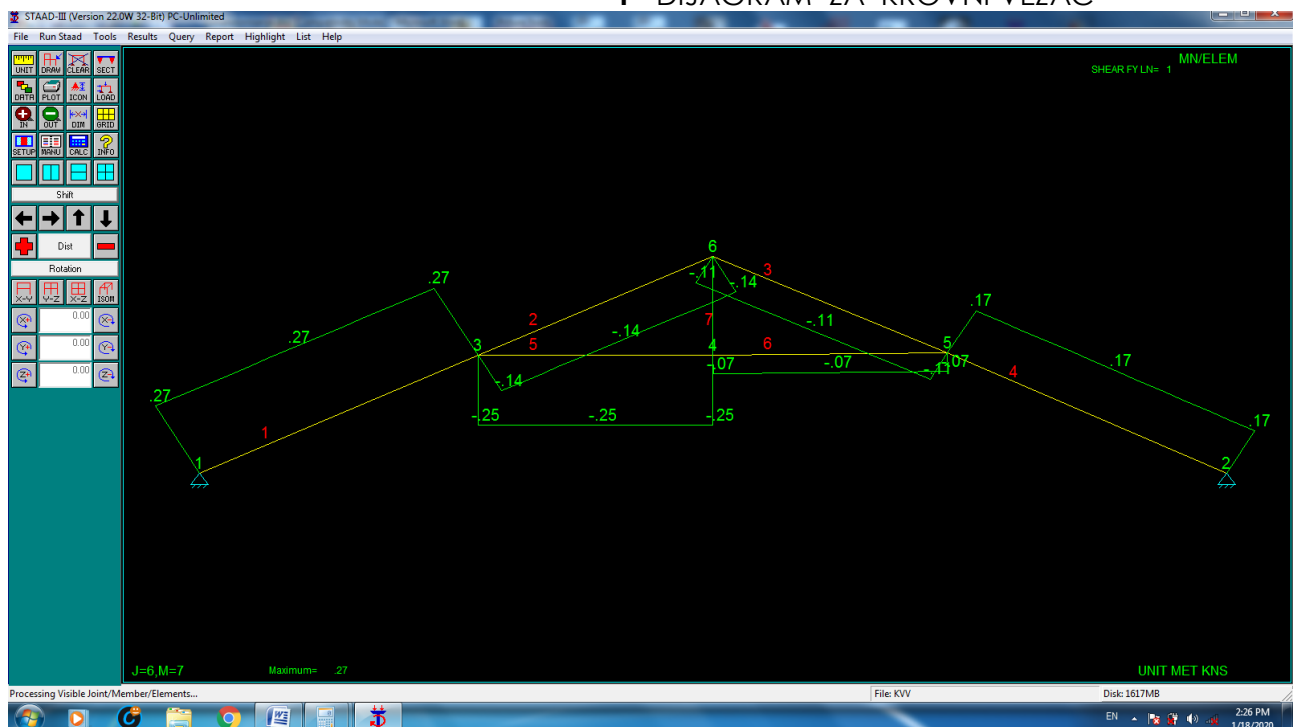 DIJAGRAM ZA KROVNI VEZAČ
STAAD-III (Version 22.0W 32-Bit) PC-Unlimited
File Run Staad Tools Results Query Report Highlight List Help
UNIT DRAW CLEAR SECT
DATA PLOT ICON LOAD
IN OUT DIM GRID
SETUP MANU CALC INFO
Shift
Dist
Rotation
X-Y Y-Z X-Z ISOM
0.00
0.00
0.00
MN/ELEM
SHEAR FY LN= 1
6
-.11 3
.27 -.14
.17
2 7 -.11
.27 3 5 -.14 4 6 5
-.07 -.07 -.11 .07 4 .17
.27 -.14
-.25 -.25 -.25 .17
1
1 2
J=6,M=7 Maximum= .27 UNIT MET KNS
Processing Visible Joint/Member/Elements... File: KVV Disk: 1617MB
EN 2:26 PM
1/18/2020